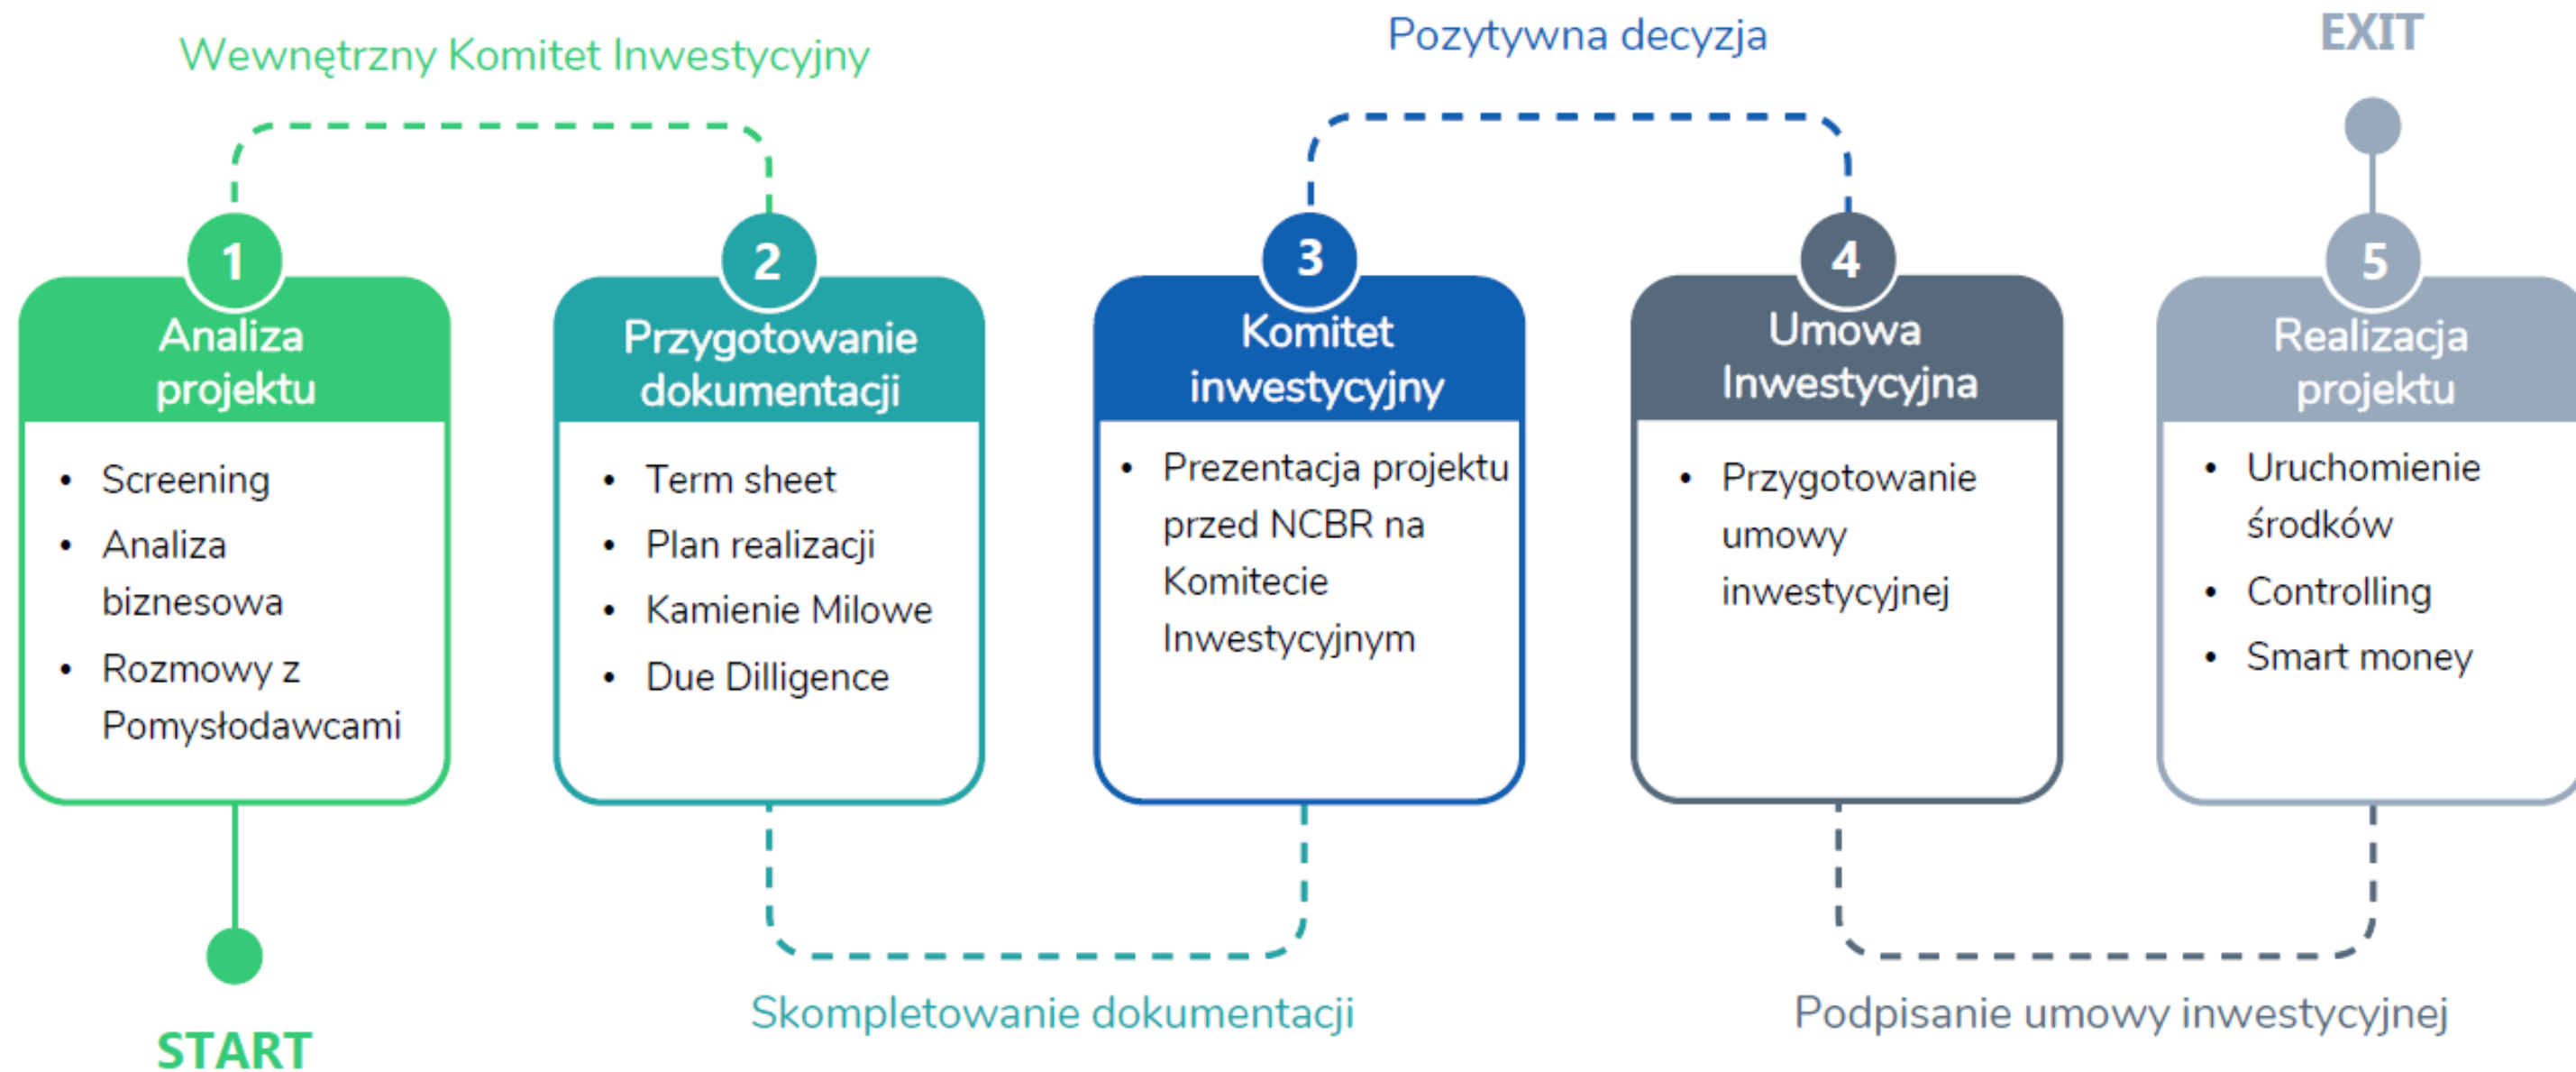 Wewnętrzny Komitet Inwestycyjny
Pozytywna decyzja
EXIT
1
Analiza
projektu
• Screening
• Analiza
biznesowa
• Rozmowy z
Pomysłodawcami
START
2
Przygotowanie
dokumentacji
• Term sheet
• Plan realizacji
• Kamienie Milowe
• Due Dilligence
Skompletowanie dokumentacji
3
Komitet
inwestycyjny
• Prezentacja projektu
przed NCBR na
Komitecie
Inwestycyjnym
4
Umowa
Inwestycyjna
• Przygotowanie
umowy
inwestycyjnej
5
Realizacja
projektu
• Uruchomienie
środków
• Controlling
• Smart money
Podpisanie umowy inwestycyjnej